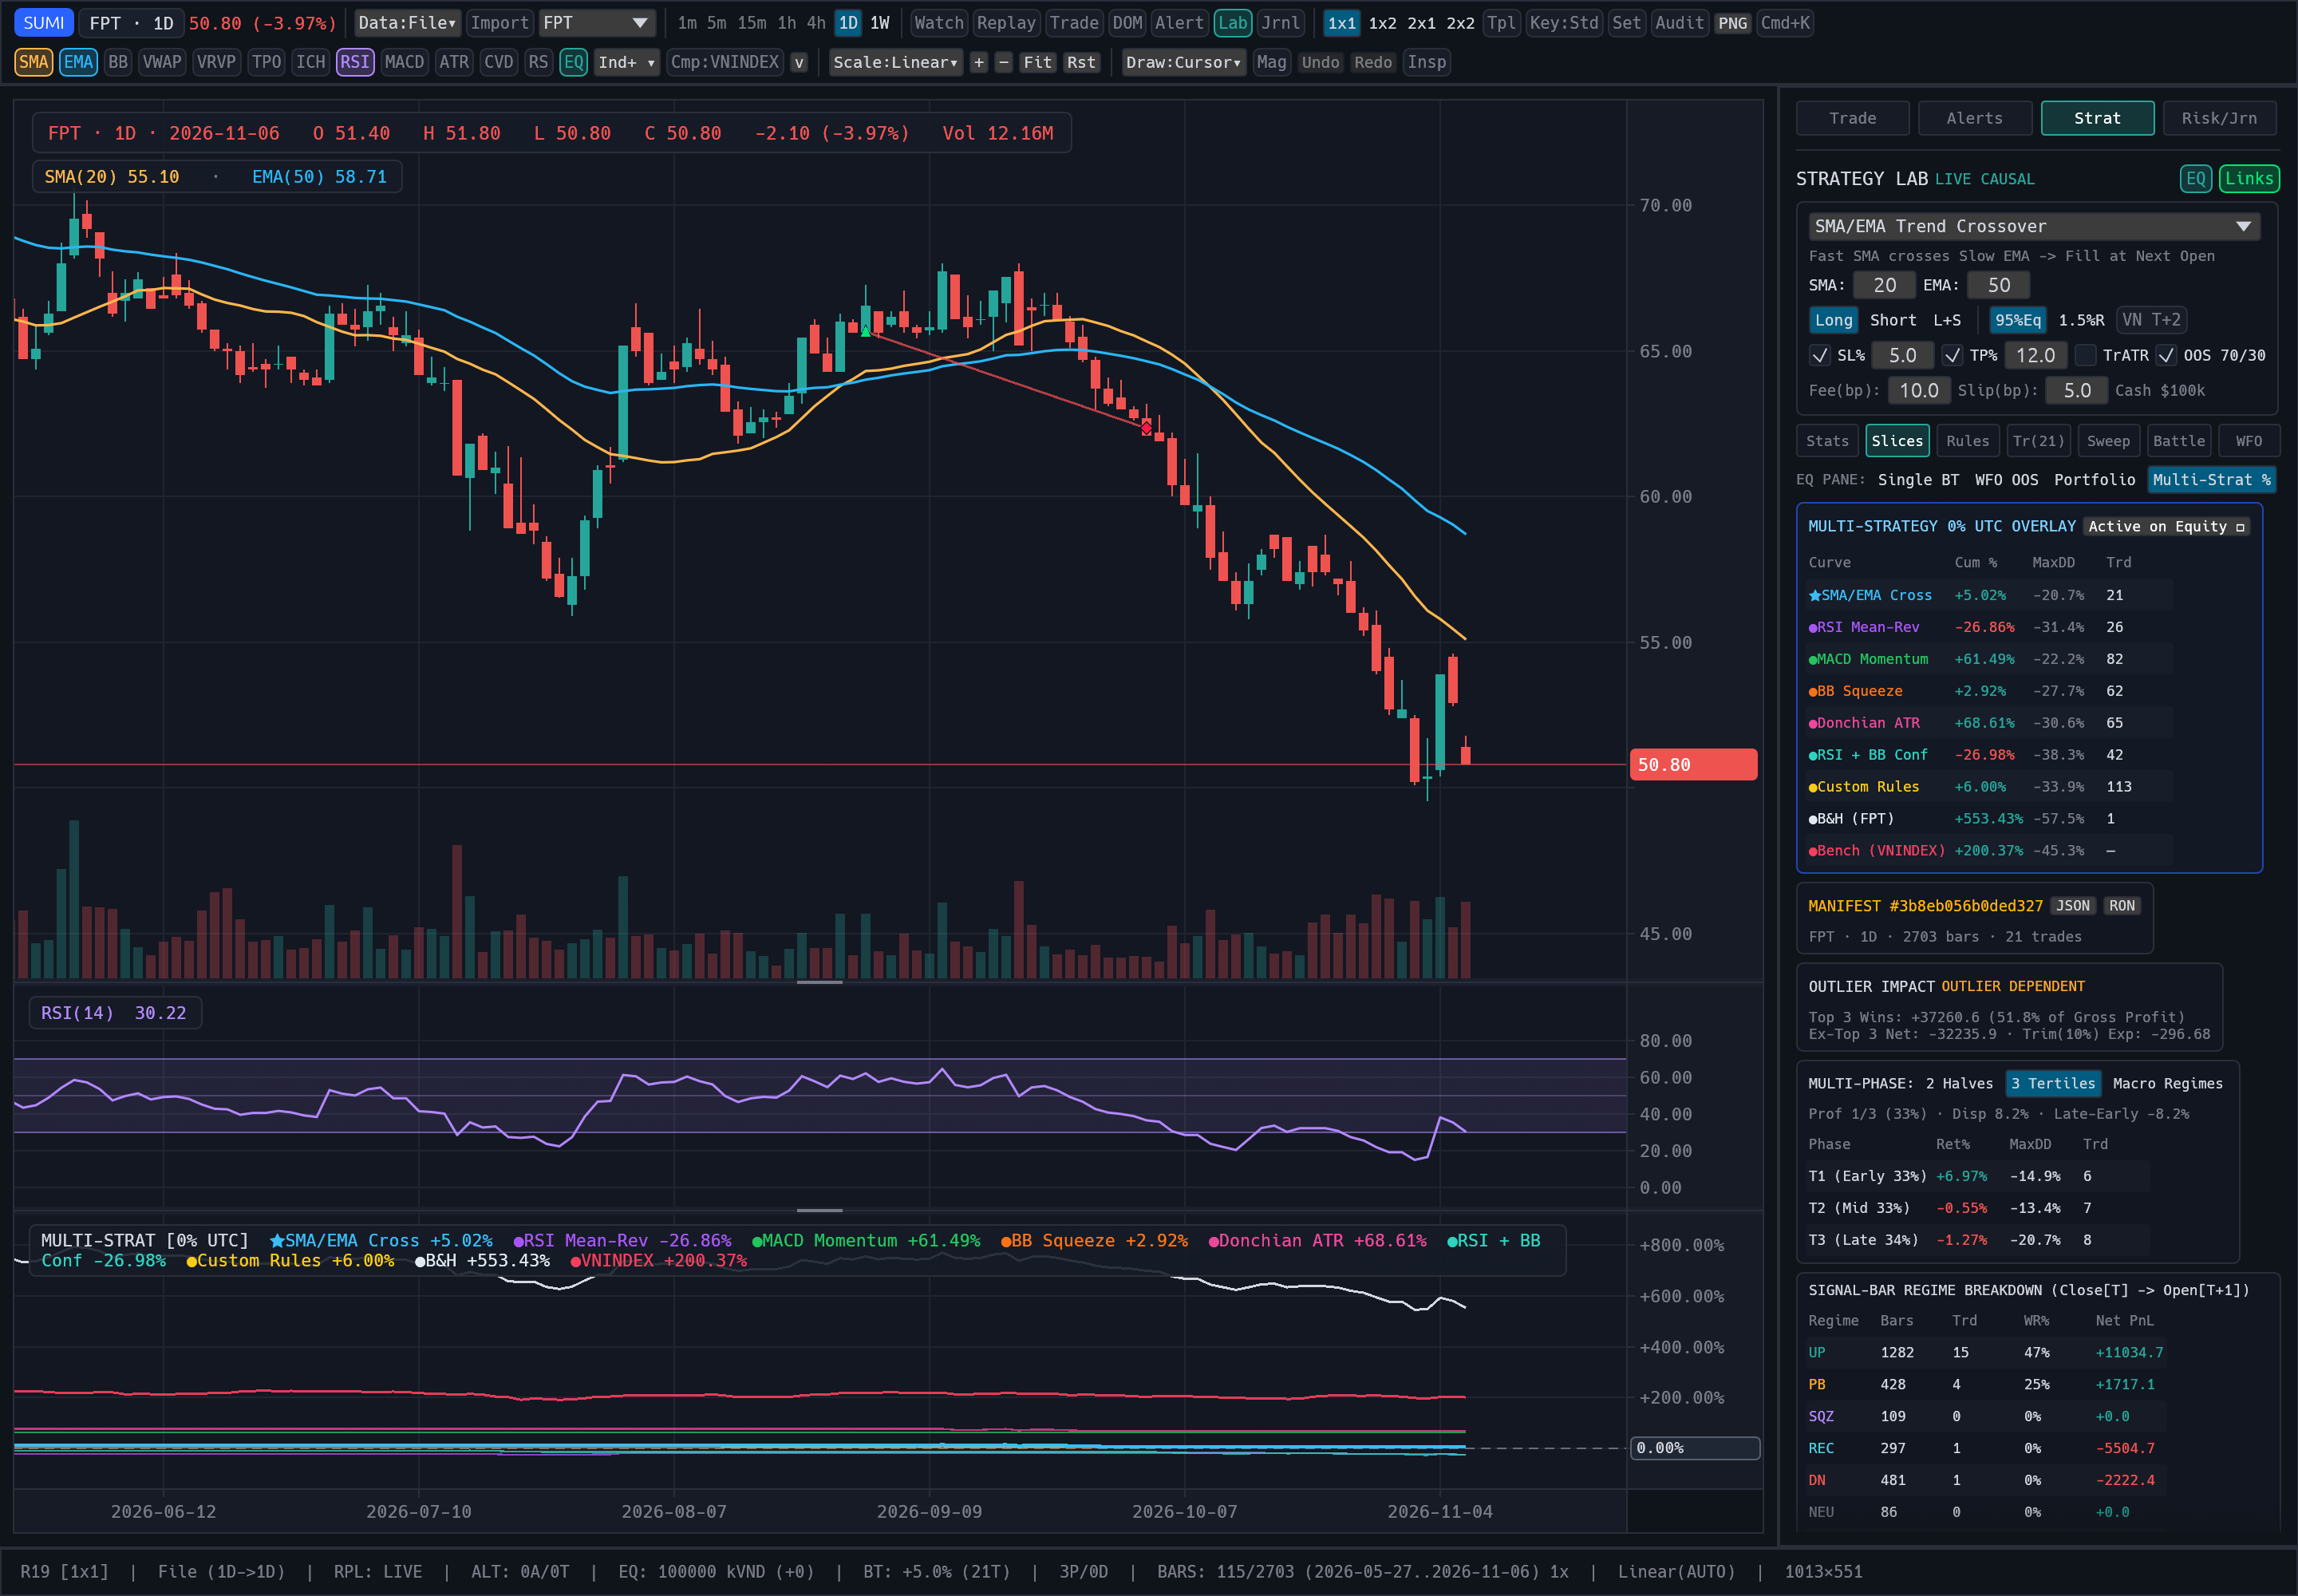 SUMI FPT · 1D 50.80 (-3.97%) Data:File▾ Import FPT 1m 5m 15m 1h 4h 1D 1W Watch Replay Trade DOM Alert Lab Jrnl 1x1 1x2 2x1 2x2 Tpl Key:Std Set Audit PNG Cmd+K
SMA EMA BB VWAP VRVP TPO ICH RSI MACD ATR CVD RS EQ Ind+ ▾ Cmp:VNINDEX v Scale:Linear▾ + − Fit Rst Draw:Cursor▾ Mag Undo Redo Insp
FPT · 1D · 2026-11-06 O 51.40 H 51.80 L 50.80 C 50.80 -2.10 (-3.97%) Vol 12.16M
SMA(20) 55.10 · EMA(50) 58.71
70.00
65.00
60.00
55.00
50.80
45.00
RSI(14) 30.22
80.00
60.00
40.00
20.00
0.00
MULTI-STRAT [0% UTC] ★SMA/EMA Cross +5.02% ●RSI Mean-Rev -26.86% ●MACD Momentum +61.49% ●BB Squeeze +2.92% ●Donchian ATR +68.61% ●RSI + BB
Conf -26.98% ●Custom Rules +6.00% ●B&H +553.43% ●VNINDEX +200.37%
+800.00%
+600.00%
+400.00%
+200.00%
0.00%
2026-06-12 2026-07-10 2026-08-07 2026-09-09 2026-10-07 2026-11-04
Trade Alerts Strat Risk/Jrn
STRATEGY LAB LIVE CAUSAL EQ Links
SMA/EMA Trend Crossover
Fast SMA crosses Slow EMA -> Fill at Next Open
SMA: 20 EMA: 50
Long Short L+S 95%Eq 1.5%R VN T+2
SL% 5.0 TP% 12.0 TrATR OOS 70/30
Fee(bp): 10.0 Slip(bp): 5.0 Cash $100k
Stats Slices Rules Tr(21) Sweep Battle WFO
EQ PANE: Single BT WFO OOS Portfolio Multi-Strat %
MULTI-STRATEGY 0% UTC OVERLAY Active on Equity □
Curve Cum % MaxDD Trd
★SMA/EMA Cross +5.02% -20.7% 21
●RSI Mean-Rev -26.86% -31.4% 26
●MACD Momentum +61.49% -22.2% 82
●BB Squeeze +2.92% -27.7% 62
●Donchian ATR +68.61% -30.6% 65
●RSI + BB Conf -26.98% -38.3% 42
●Custom Rules +6.00% -33.9% 113
●B&H (FPT) +553.43% -57.5% 1
●Bench (VNINDEX) +200.37% -45.3% —
MANIFEST #3b8eb056b0ded327 JSON RON
FPT · 1D · 2703 bars · 21 trades
OUTLIER IMPACT OUTLIER DEPENDENT
Top 3 Wins: +37260.6 (51.8% of Gross Profit)
Ex-Top 3 Net: -32235.9 · Trim(10%) Exp: -296.68
MULTI-PHASE: 2 Halves 3 Tertiles Macro Regimes
Prof 1/3 (33%) · Disp 8.2% · Late-Early -8.2%
Phase Ret% MaxDD Trd
T1 (Early 33%) +6.97% -14.9% 6
T2 (Mid 33%) -0.55% -13.4% 7
T3 (Late 34%) -1.27% -20.7% 8
SIGNAL-BAR REGIME BREAKDOWN (Close[T] -> Open[T+1])
Regime Bars Trd WR% Net PnL
UP 1282 15 47% +11034.7
PB 428 4 25% +1717.1
SQZ 109 0 0% +0.0
REC 297 1 0% -5504.7
DN 481 1 0% -2222.4
NEU 86 0 0% +0.0
R19 [1x1] | File (1D->1D) | RPL: LIVE | ALT: 0A/0T | EQ: 100000 kVND (+0) | BT: +5.0% (21T) | 3P/0D | BARS: 115/2703 (2026-05-27..2026-11-06) 1x | Linear(AUTO) | 1013×551